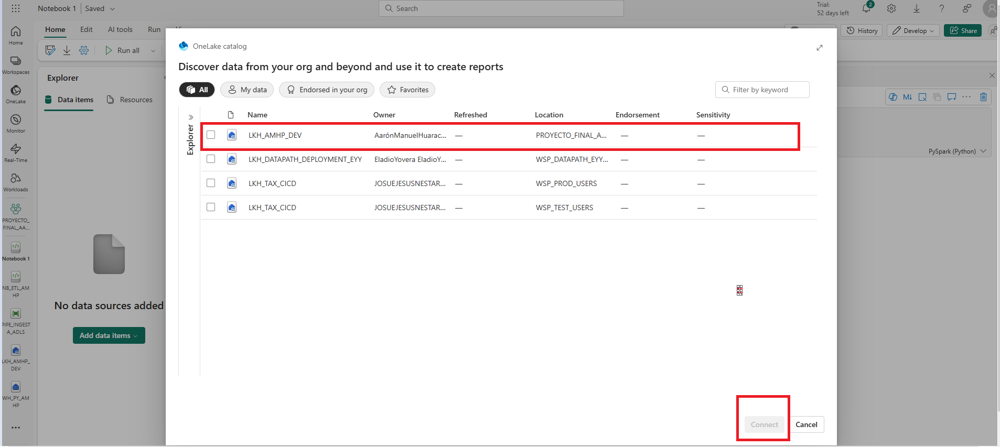 Notebook 1 | Saved
Search
Trial:
52 days left
2
Home
Edit
AI tools
Run
History
Develop
Share
Run all
Home
Workspaces
OneLake
Monitor
Real-Time
Workloads
PROYECTO_
FINAL_AA...
Notebook 1
NB_ETL_AM
HP
PIPE_INGEST
A_ADLS
LKH_AMHP_
DEV
WH_PY_AM
HP
Explorer
Data items
Resources
No data sources added
Add data items
OneLake catalog
Discover data from your org and beyond and use it to create reports
All
My data
Endorsed in your org
Favorites
Filter by keyword
Explorer
Name Owner Refreshed Location Endorsement Sensitivity
LKH_AMHP_DEV AarónManuelHuarac... — PROYECTO_FINAL_A... — —
LKH_DATAPATH_DEPLOYMENT_EYY EladioYovera EladioY... — WSP_DATAPATH_EYY... — —
LKH_TAX_CICD JOSUEJESUSNESTAR... — WSP_PROD_USERS — —
LKH_TAX_CICD JOSUEJESUSNESTAR... — WSP_TEST_USERS — —
Connect
Cancel
M↓
PySpark (Python)